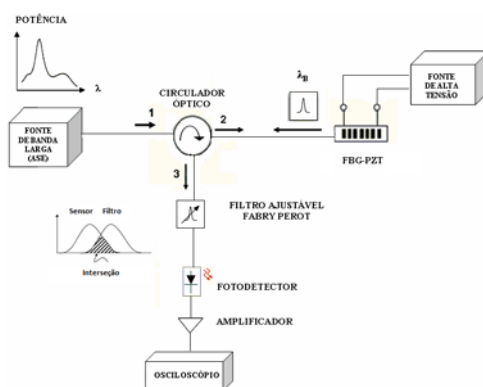 POTÊNCIA
λ
FONTE
DE BANDA
LARGA (ASE)
1
CIRCULADOR
ÓPTICO
2
λB
FONTE
DE ALTA
TENSÃO
FBG-PZT
3
FILTRO AJUSTÁVEL
FABRY PEROT
Sensor Filtro
Interseção
FOTODETECTOR
AMPLIFICADOR
OSCILOSCÓPIO